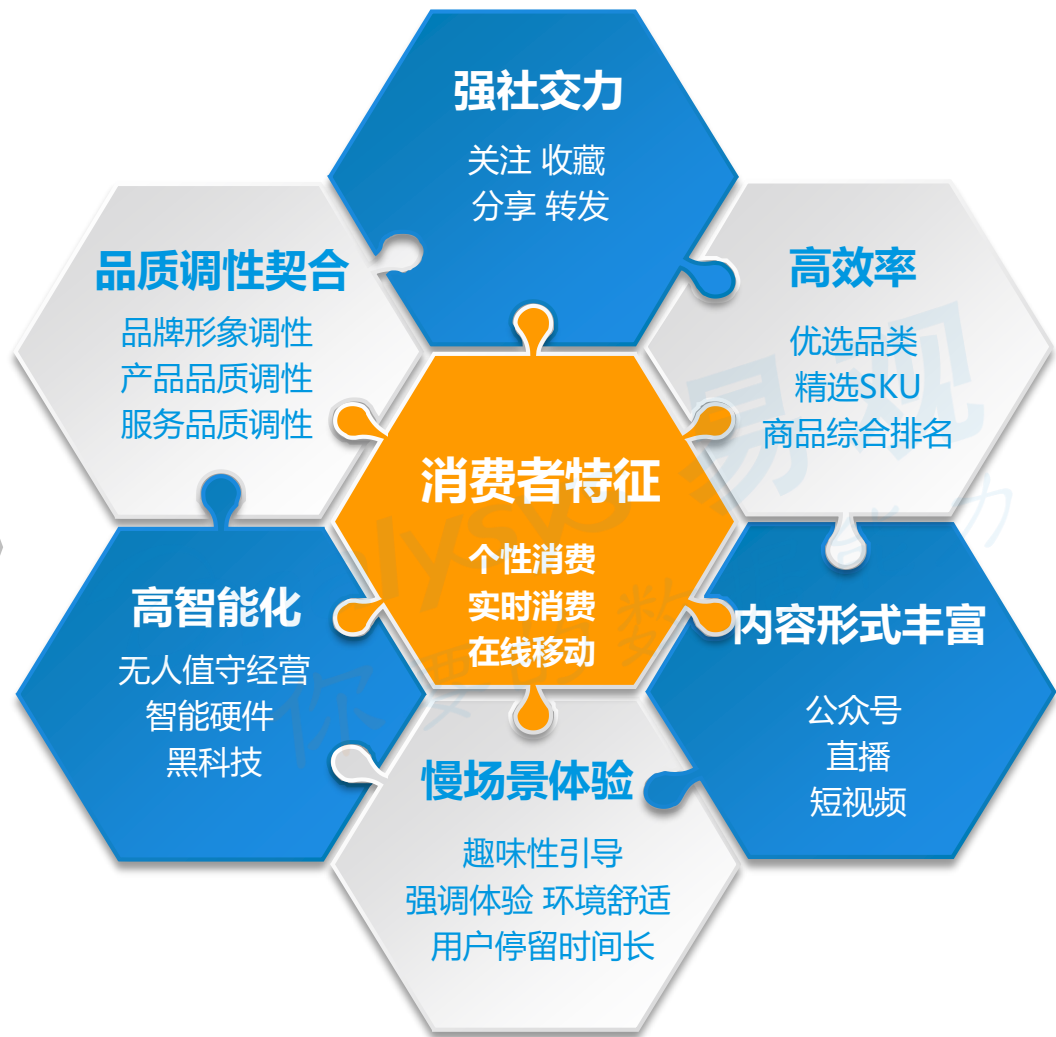 强社交力
关注 收藏
分享 转发
品质调性契合
品牌形象调性
产品品质调性
服务品质调性
高效率
优选品类
精选SKU
商品综合排名
消费者特征
个性消费
实时消费
在线移动
高智能化
无人值守经营
智能硬件
黑科技
内容形式丰富
公众号
直播
短视频
慢场景体验
趣味性引导
强调体验 环境舒适
用户停留时间长
易观
你要的数